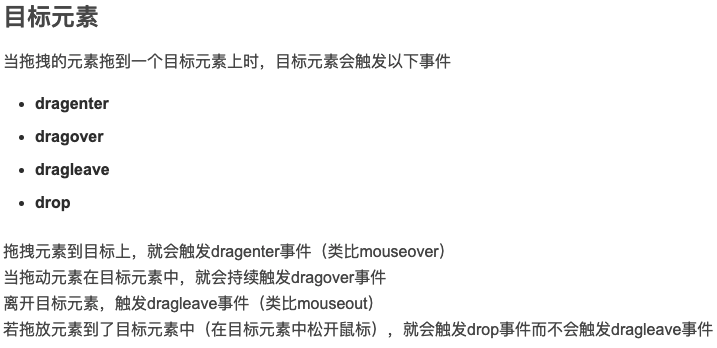 目标元素
当拖拽的元素拖到一个目标元素上时，目标元素会触发以下事件
• dragenter
• dragover
• dragleave
• drop
拖拽元素到目标上，就会触发dragenter事件（类比mouseover）
当拖动元素在目标元素中，就会持续触发dragover事件
离开目标元素，触发dragleave事件（类比mouseout）
若拖放元素到了目标元素中（在目标元素中松开鼠标），就会触发drop事件而不会触发dragleave事件